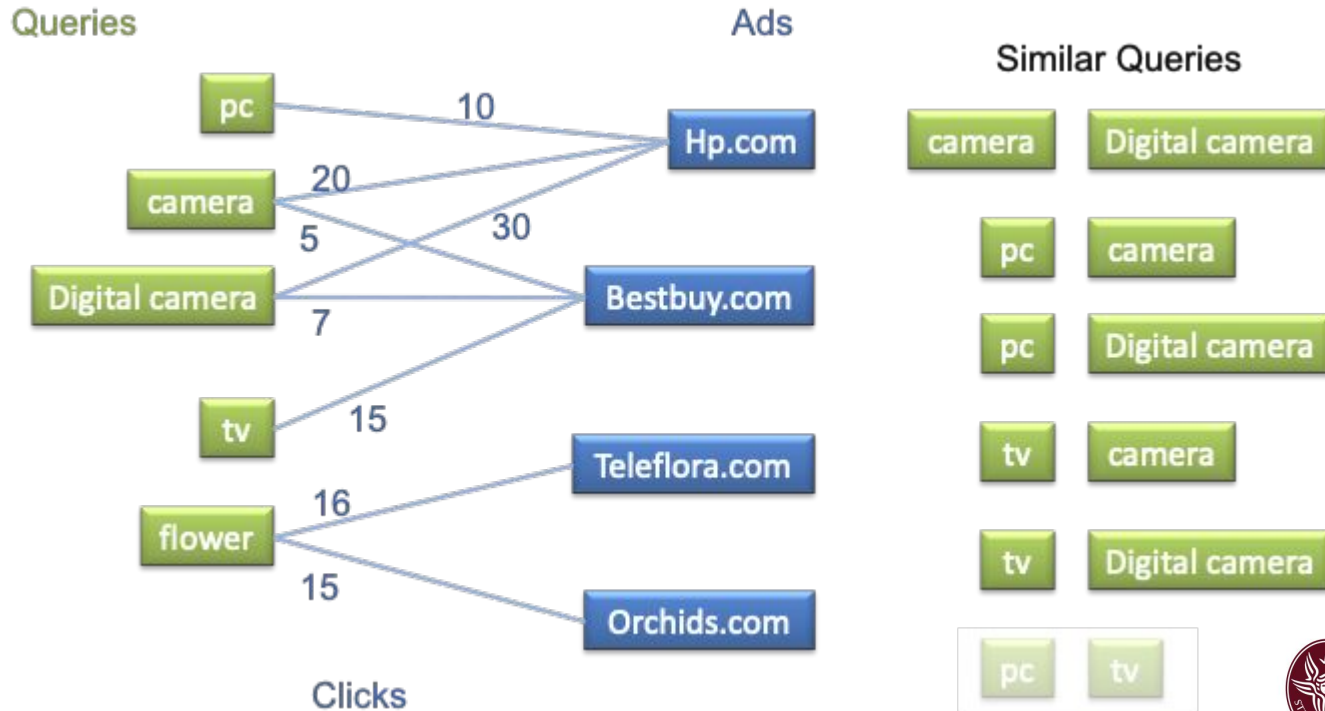 Queries
Ads
Similar Queries
pc
10
Hp.com
camera
Digital camera
camera
20
5
30
pc
camera
Digital camera
7
Bestbuy.com
pc
Digital camera
tv
15
Teleflora.com
tv
camera
flower
16
15
Orchids.com
tv
Digital camera
pc
tv
Clicks